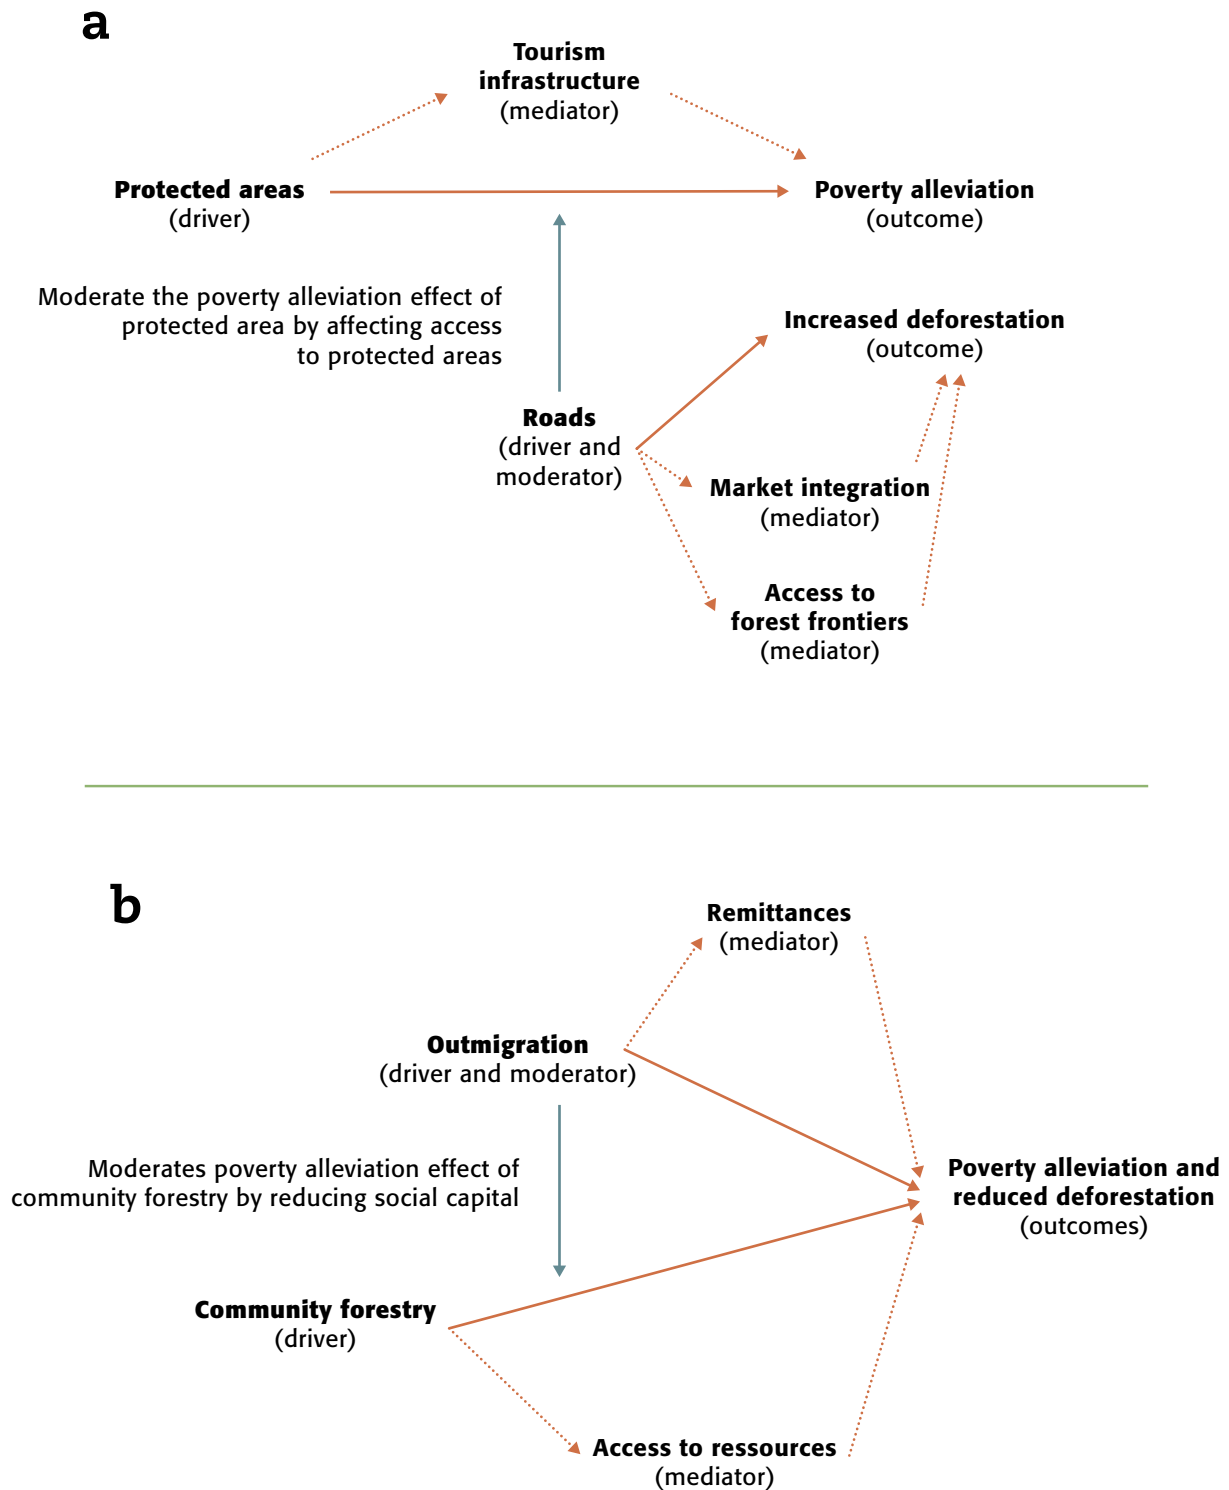 a
Tourism
infrastructure
(mediator)
Protected areas
(driver)
Poverty alleviation
(outcome)
Moderate the poverty alleviation effect of
protected area by affecting access
to protected areas
Increased deforestation
(outcome)
Roads
(driver and
moderator)
Market integration
(mediator)
Access to
forest frontiers
(mediator)
b
Remittances
(mediator)
Outmigration
(driver and moderator)
Moderates poverty alleviation effect of
community forestry by reducing social capital
Poverty alleviation and
reduced deforestation
(outcomes)
Community forestry
(driver)
Access to ressources
(mediator)